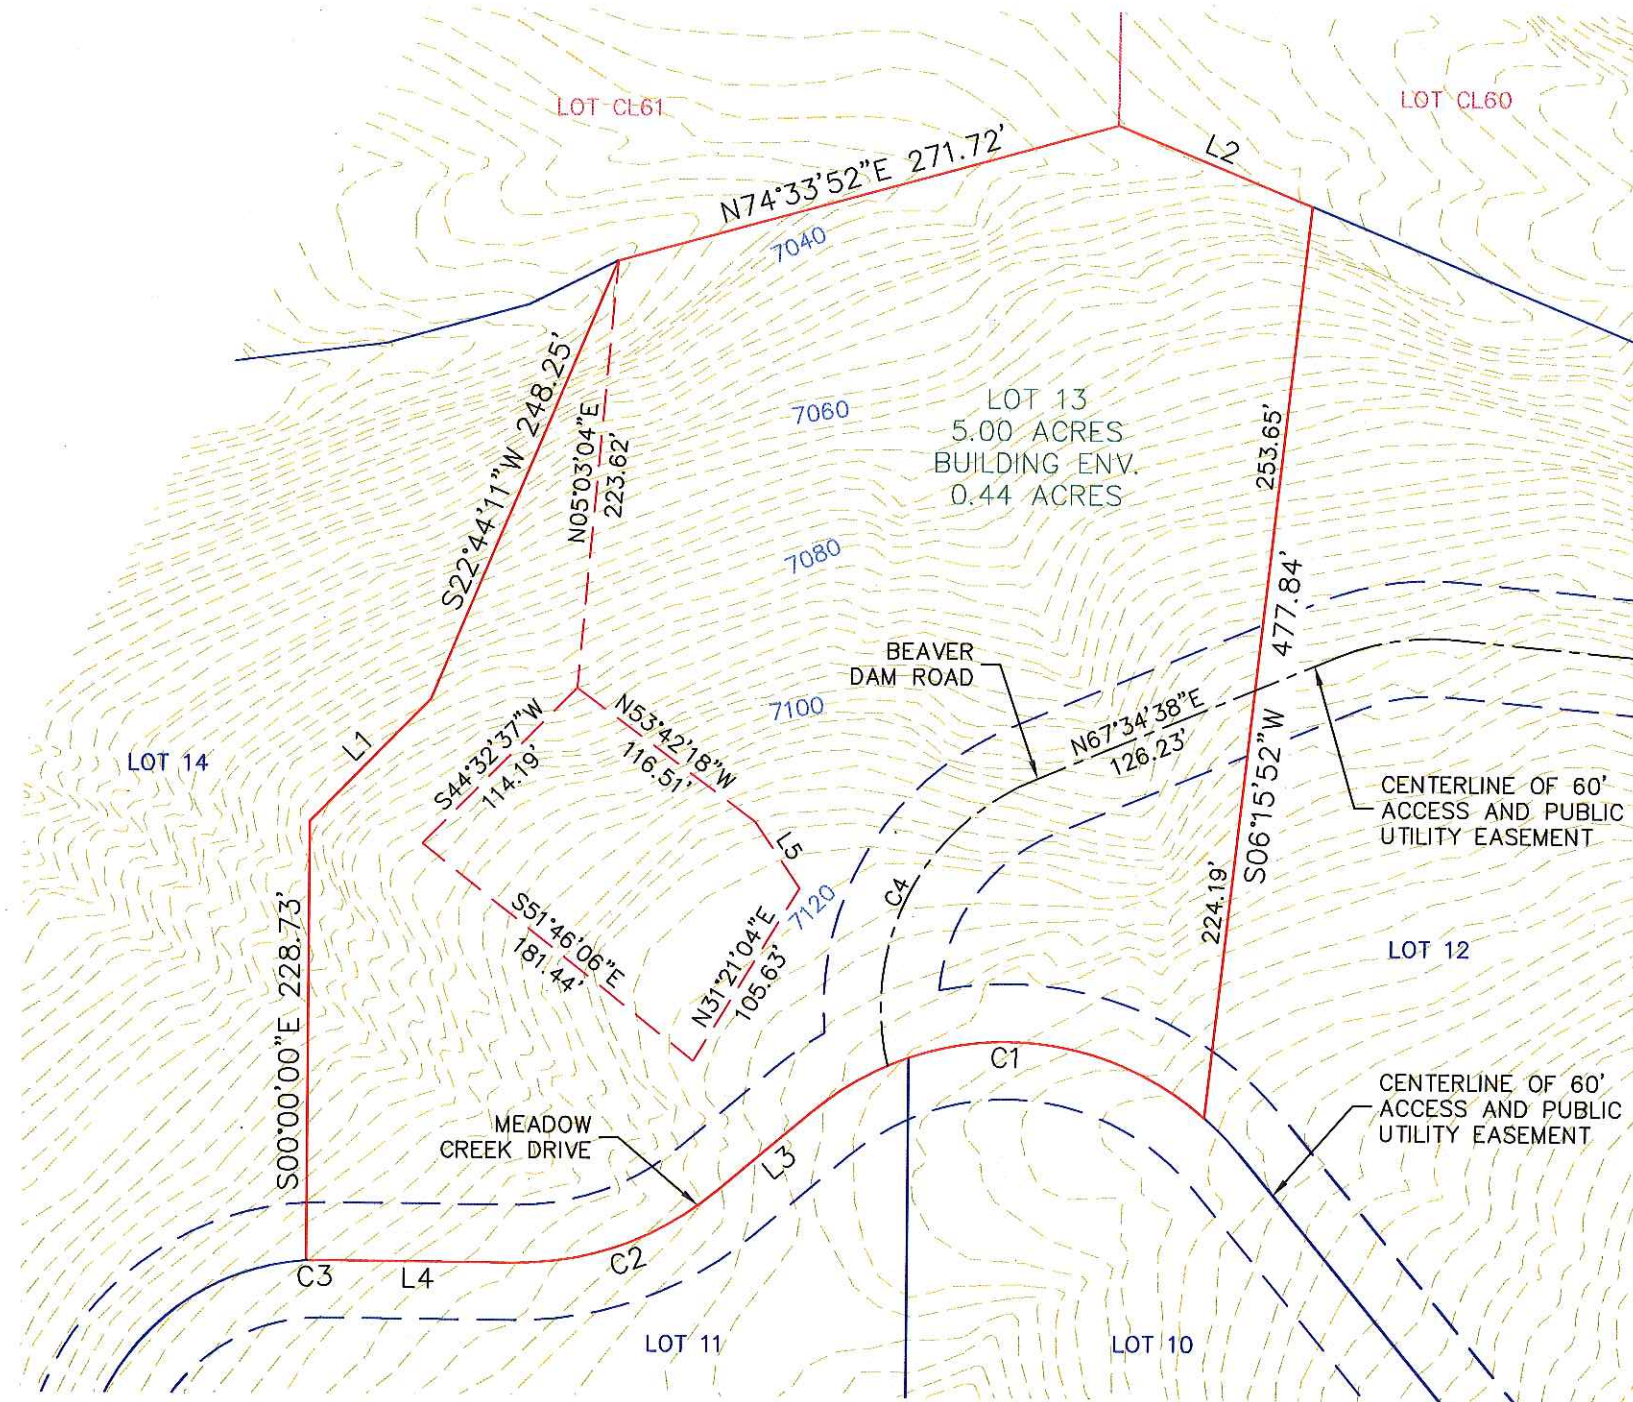 LOT CL61
LOT CL60
L2
N74°33'52"E 271.72'
7040
S22°44'11"W 248.25'
N05°03'04"E
223.62'
7060
LOT 13
5.00 ACRES
BUILDING ENV.
0.44 ACRES
253.65'
7080
477.84'
S06°15'52"W
BEAVER
DAM ROAD
7100
N67°34'38"E
126.23'
L1
LOT 14
S44°32'37"W
114.19'
N53°42'18"W
116.51'
L5
CENTERLINE OF 60'
ACCESS AND PUBLIC
UTILITY EASEMENT
C4
7120
224.19'
LOT 12
S51°46'06"E
181.44'
N31°21'04"E
105.63'
S00°00'00"E 228.73'
C1
MEADOW
CREEK DRIVE
CENTERLINE OF 60'
ACCESS AND PUBLIC
UTILITY EASEMENT
L3
C2
C3
L4
LOT 11
LOT 10